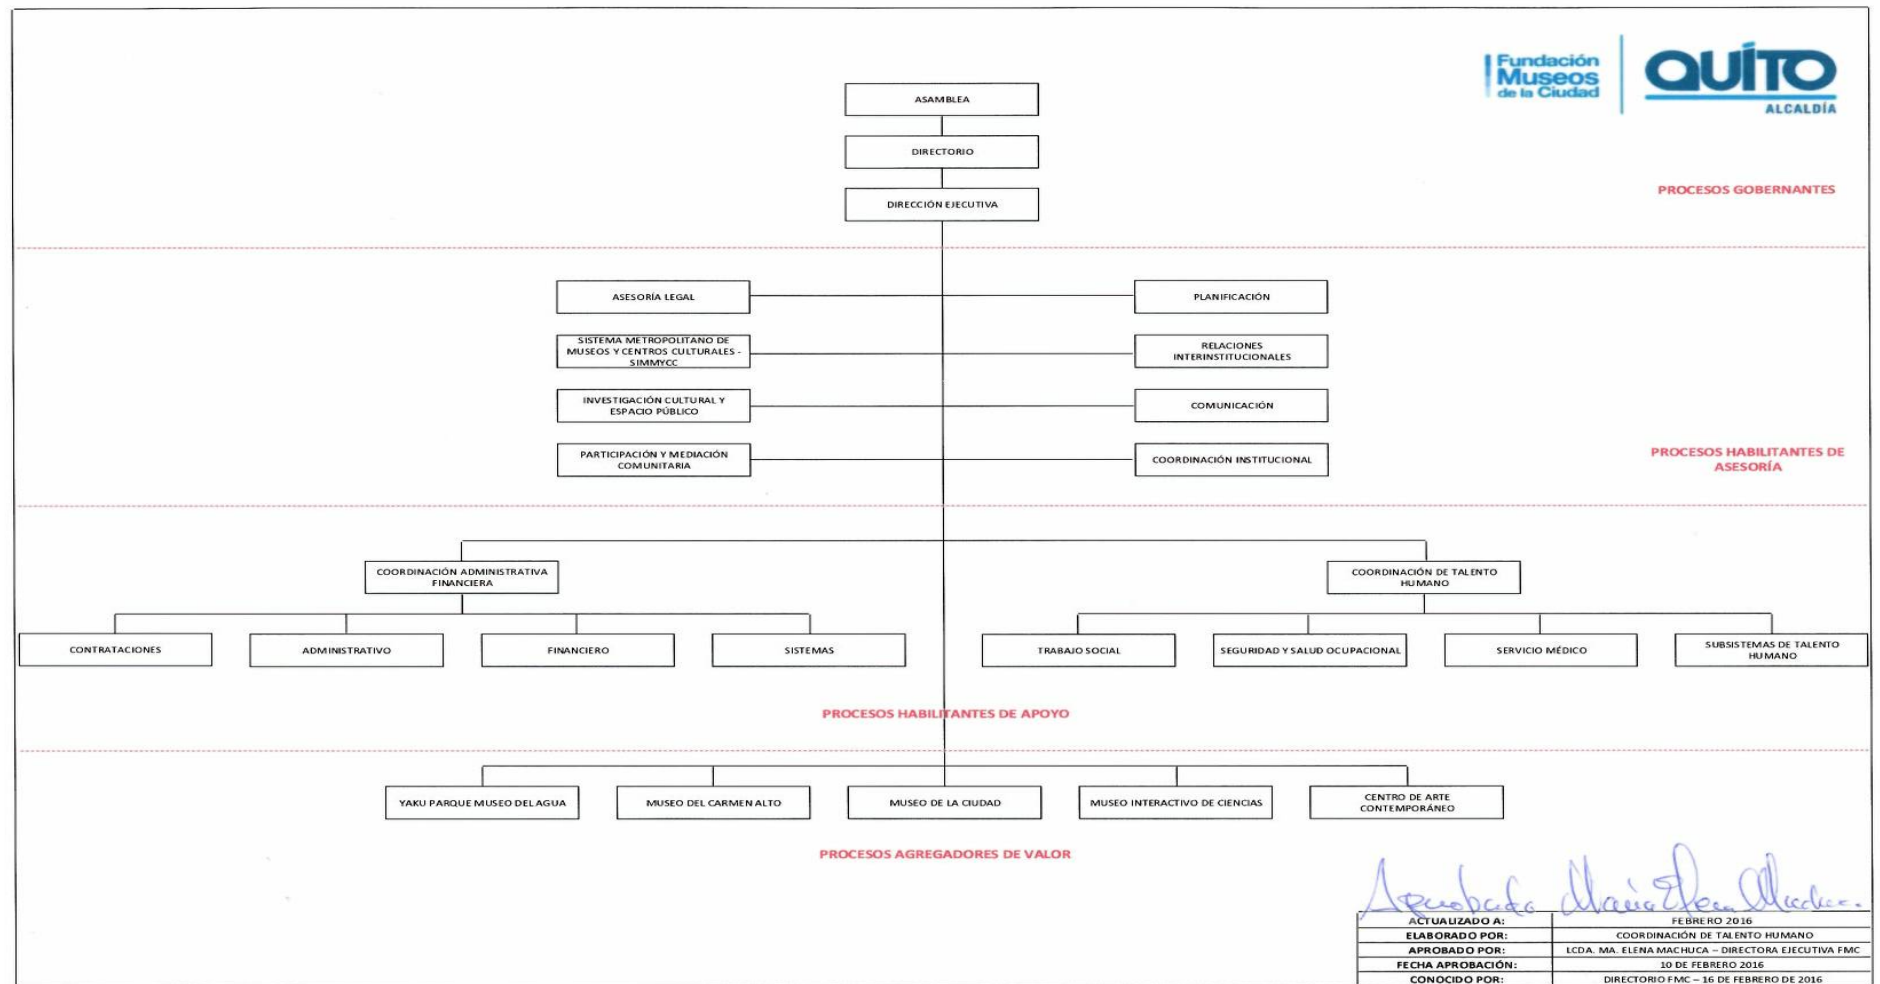 Fundación
Museos
de la Ciudad
QUÍTO
ALCALDÍA
ASAMBLEA
DIRECTORIO
DIRECCIÓN EJECUTIVA
PROCESOS GOBERNANTES
ASESORÍA LEGAL
PLANIFICACIÓN
SISTEMA METROPOLITANO DE
MUSEOS Y CENTROS CULTURALES -
SIMMYCC
RELACIONES
INTERINSTITUCIONALES
INVESTIGACIÓN CULTURAL Y
ESPACIO PÚBLICO
COMUNICACIÓN
PARTICIPACIÓN Y MEDIACIÓN
COMUNITARIA
COORDINACIÓN INSTITUCIONAL
PROCESOS HABILITANTES DE
ASESORÍA
COORDINACIÓN ADMINISTRATIVA
FINANCIERA
COORDINACIÓN DE TALENTO
HUMANO
CONTRATACIONES
ADMINISTRATIVO
FINANCIERO
SISTEMAS
TRABAJO SOCIAL
SEGURIDAD Y SALUD OCUPACIONAL
SERVICIO MÉDICO
SUBSISTEMAS DE TALENTO
HUMANO
PROCESOS HABILITANTES DE APOYO
YAKU PARQUE MUSEO DEL AGUA
MUSEO DEL CARMEN ALTO
MUSEO DE LA CIUDAD
MUSEO INTERACTIVO DE CIENCIAS
CENTRO DE ARTE
CONTEMPORÁNEO
PROCESOS AGREGADORES DE VALOR
Aprobado María Elena Machuca
ACTUALIZADO A: FEBRERO 2016
ELABORADO POR: COORDINACIÓN DE TALENTO HUMANO
APROBADO POR: LCDA. MA. ELENA MACHUCA – DIRECTORA EJECUTIVA FMC
FECHA APROBACIÓN: 10 DE FEBRERO 2016
CONOCIDO POR: DIRECTORIO FMC – 16 DE FEBRERO DE 2016